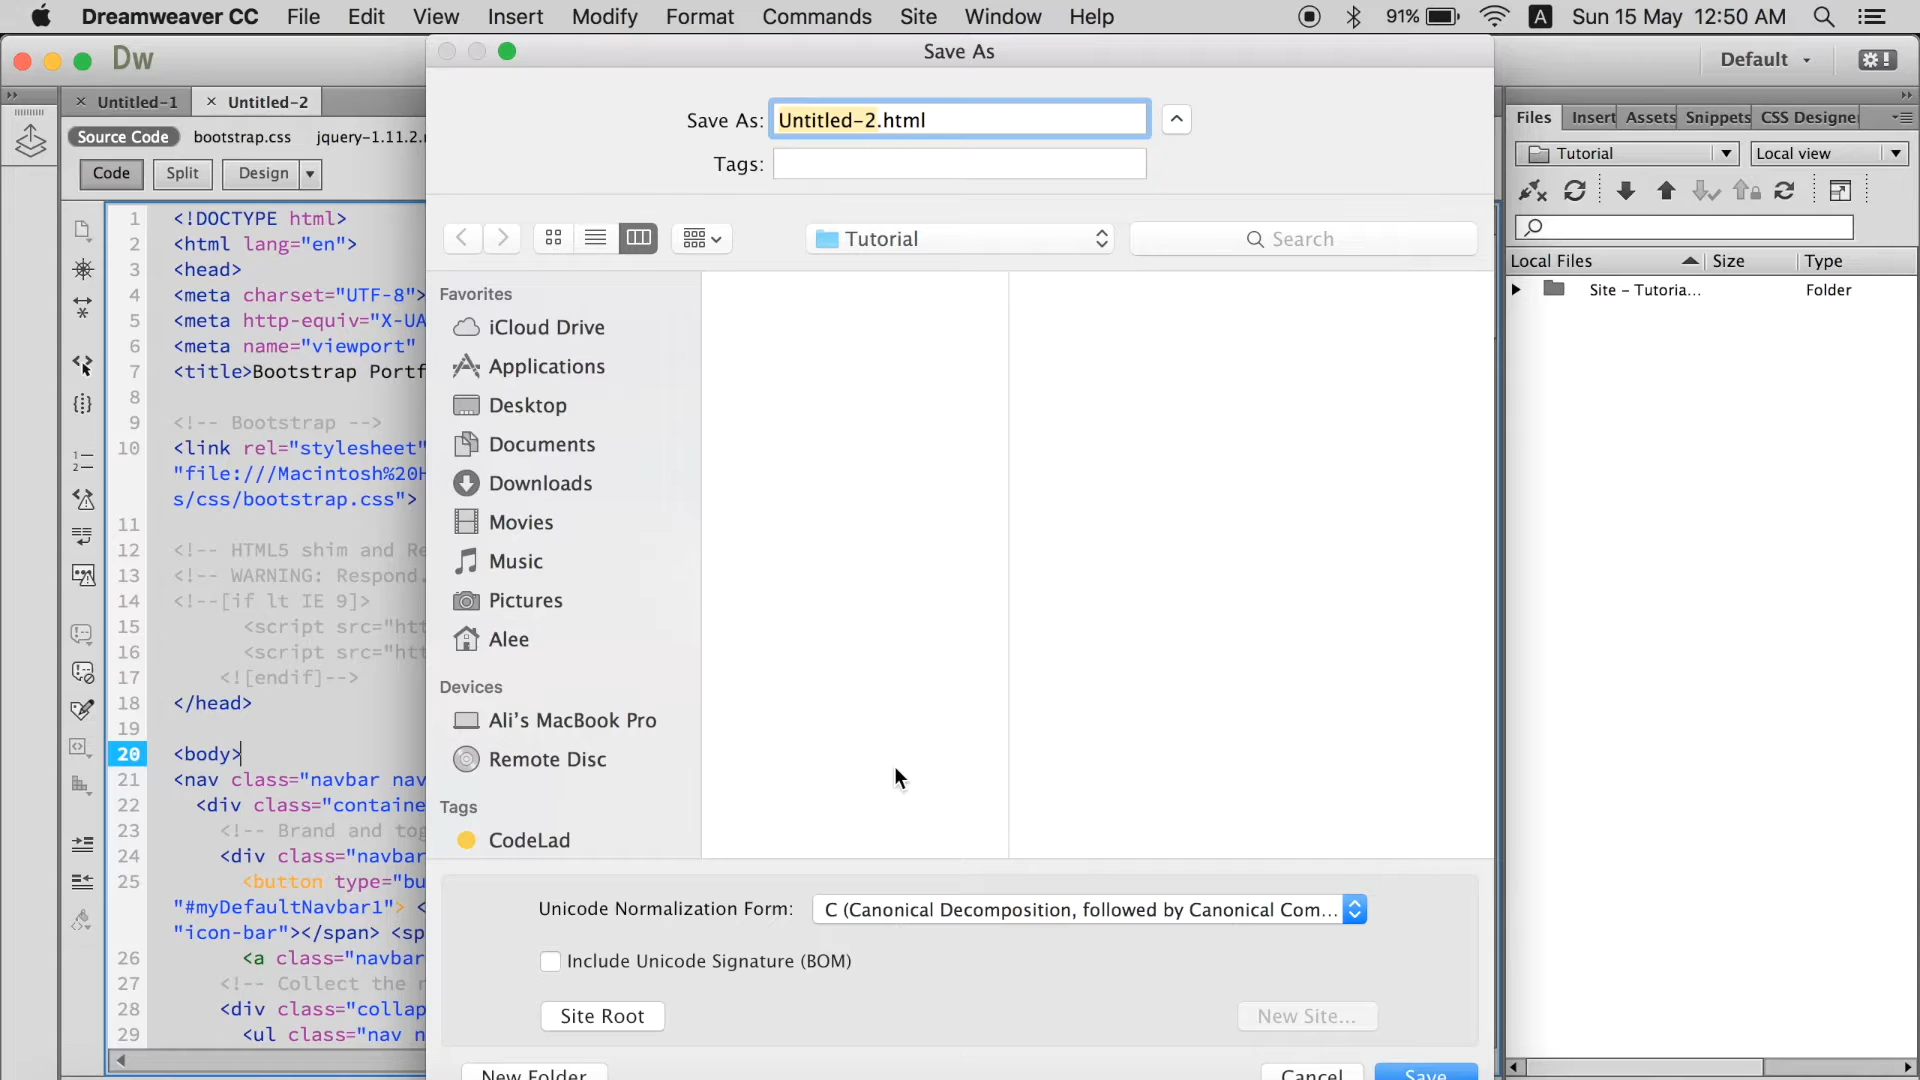 Dreamweaver CC File Edit View Insert Modify Format Commands Site Window Help 91% A Sun 15 May 12:50 AM
Dw
Save As
Default
Untitled-1 Untitled-2
Source Code bootstrap.css jquery-1.11.2.
Code Split Design
Save As: Untitled-2.html
Tags:
Tutorial
Search
Favorites
iCloud Drive
Applications
Desktop
Documents
Downloads
Movies
Music
Pictures
Alee
Devices
Ali's MacBook Pro
Remote Disc
Tags
CodeLad
Unicode Normalization Form: C (Canonical Decomposition, followed by Canonical Com...
Include Unicode Signature (BOM)
Site Root
New Site...
New Folder
Cancel
Save
1 <!DOCTYPE html>
2 <html lang="en">
3 <head>
4 <meta charset="UTF-8">
5 <meta http-equiv="X-UA
6 <meta name="viewport"
7 <title>Bootstrap Portf
8
9 <!-- Bootstrap -->
10 <link rel="stylesheet"
"file:///Macintosh%20H
s/css/bootstrap.css">
11
12 <!-- HTML5 shim and Re
13 <!-- WARNING: Respond.
14 <!--[if lt IE 9]>
15 <script src="htt
16 <script src="htt
17 <![endif]-->
18 </head>
19
20 <body>
21 <nav class="navbar nav
22 <div class="containe
23 <!-- Brand and tog
24 <div class="navbar
25 <button type="bu
"#myDefaultNavbar1"> <
"icon-bar"></span> <sp
26 <a class="navbar
27 <!-- Collect the n
28 <div class="collap
29 <ul class="nav n
Files Insert Assets Snippets CSS Designe
Tutorial Local view
Local Files Size Type
Site - Tutoria... Folder